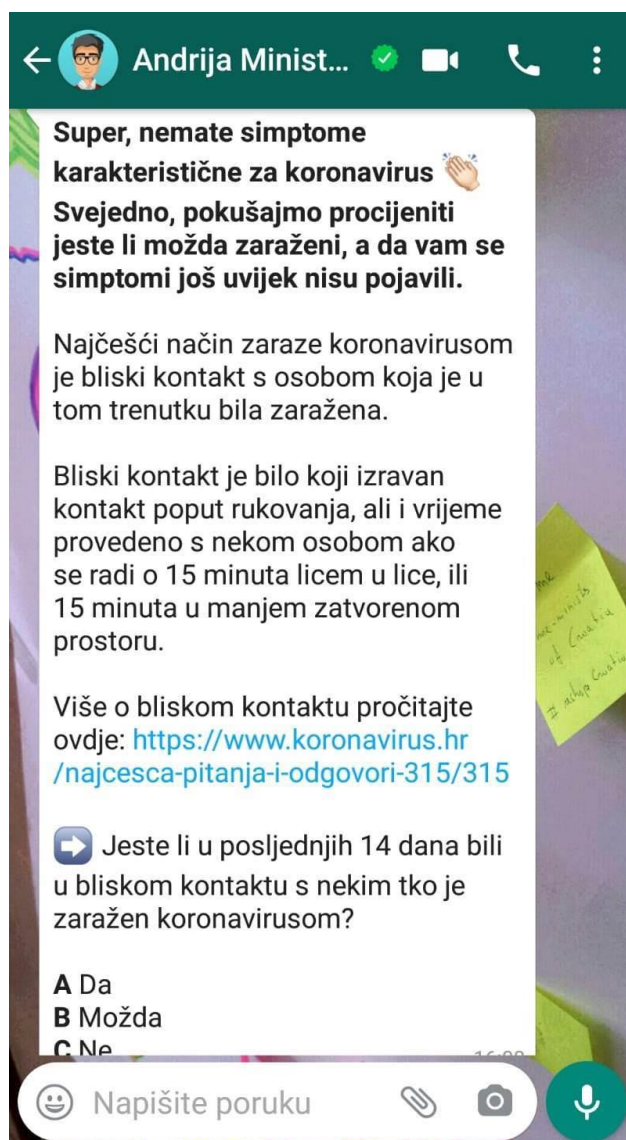 Andrija Minist...
Super, nemate simptome
karakteristične za koronavirus 👏🏻
Svejedno, pokušajmo procijeniti
jeste li možda zaraženi, a da vam se
simptomi još uvijek nisu pojavili.
Najčešći način zaraze koronavirusom
je bliski kontakt s osobom koja je u
tom trenutku bila zaražena.
Bliski kontakt je bilo koji izravan
kontakt poput rukovanja, ali i vrijeme
provedeno s nekom osobom ako
se radi o 15 minuta licem u lice, ili
15 minuta u manjem zatvorenom
prostoru.
Više o bliskom kontaktu pročitajte
ovdje: https://www.koronavirus.hr
/najcesca-pitanja-i-odgovori-315/315
➡️ Jeste li u posljednjih 14 dana bili
u bliskom kontaktu s nekim tko je
zaražen koronavirusom?
A Da
B Možda
C Ne
of Croatia
Napišite poruku